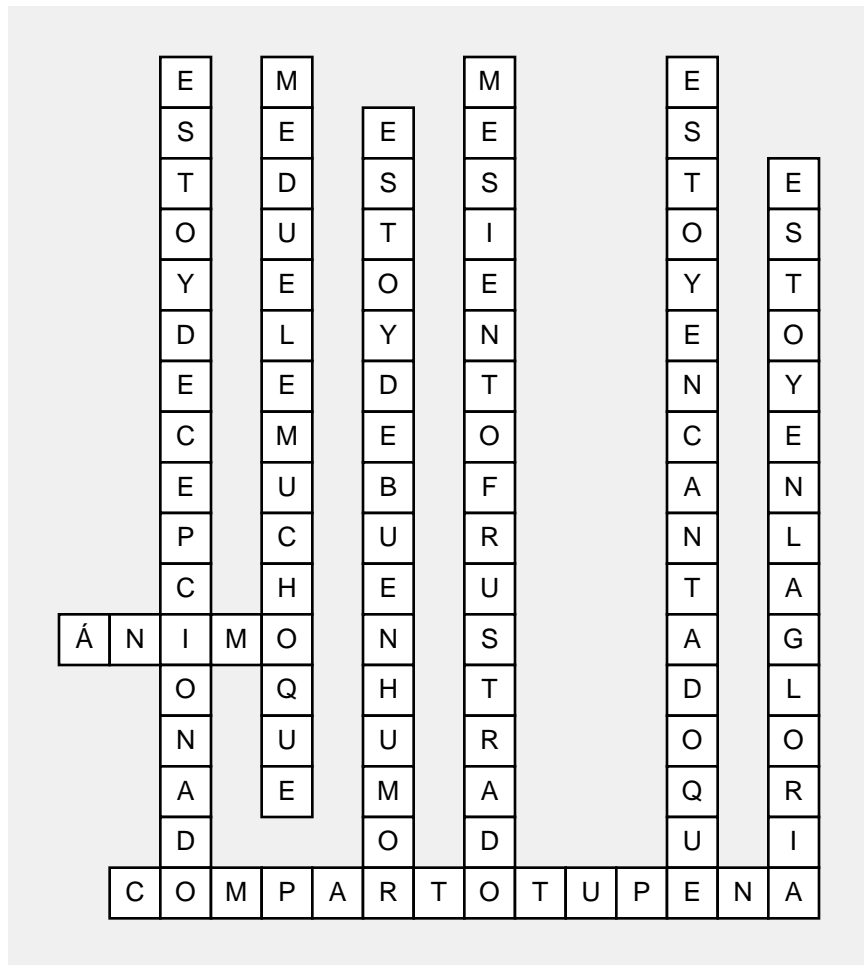 ESTOYDECEPCIONADO
MEDUELEMUCHOQUE
ESTOYDEBUENHUMOR
MESIENTOFRUSTRADO
ESTOYENCANTADOQUE
ESTOYENLAGLORIA
ÁNIMO
COMPARTOTUPENA